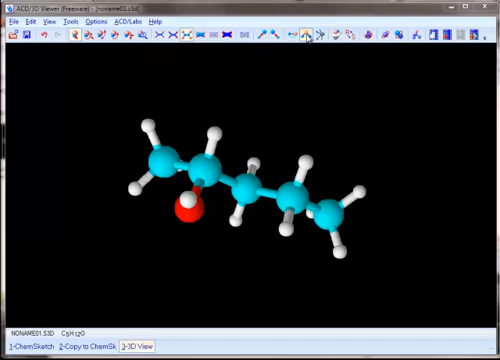 ACD/3D Viewer (Freeware) - [noname01.s3d]
File Edit View Tools Options ACD/Labs Help
NONAME01.S3D C5H12O
1-ChemSketch 2-Copy to ChemSk 3-3D View